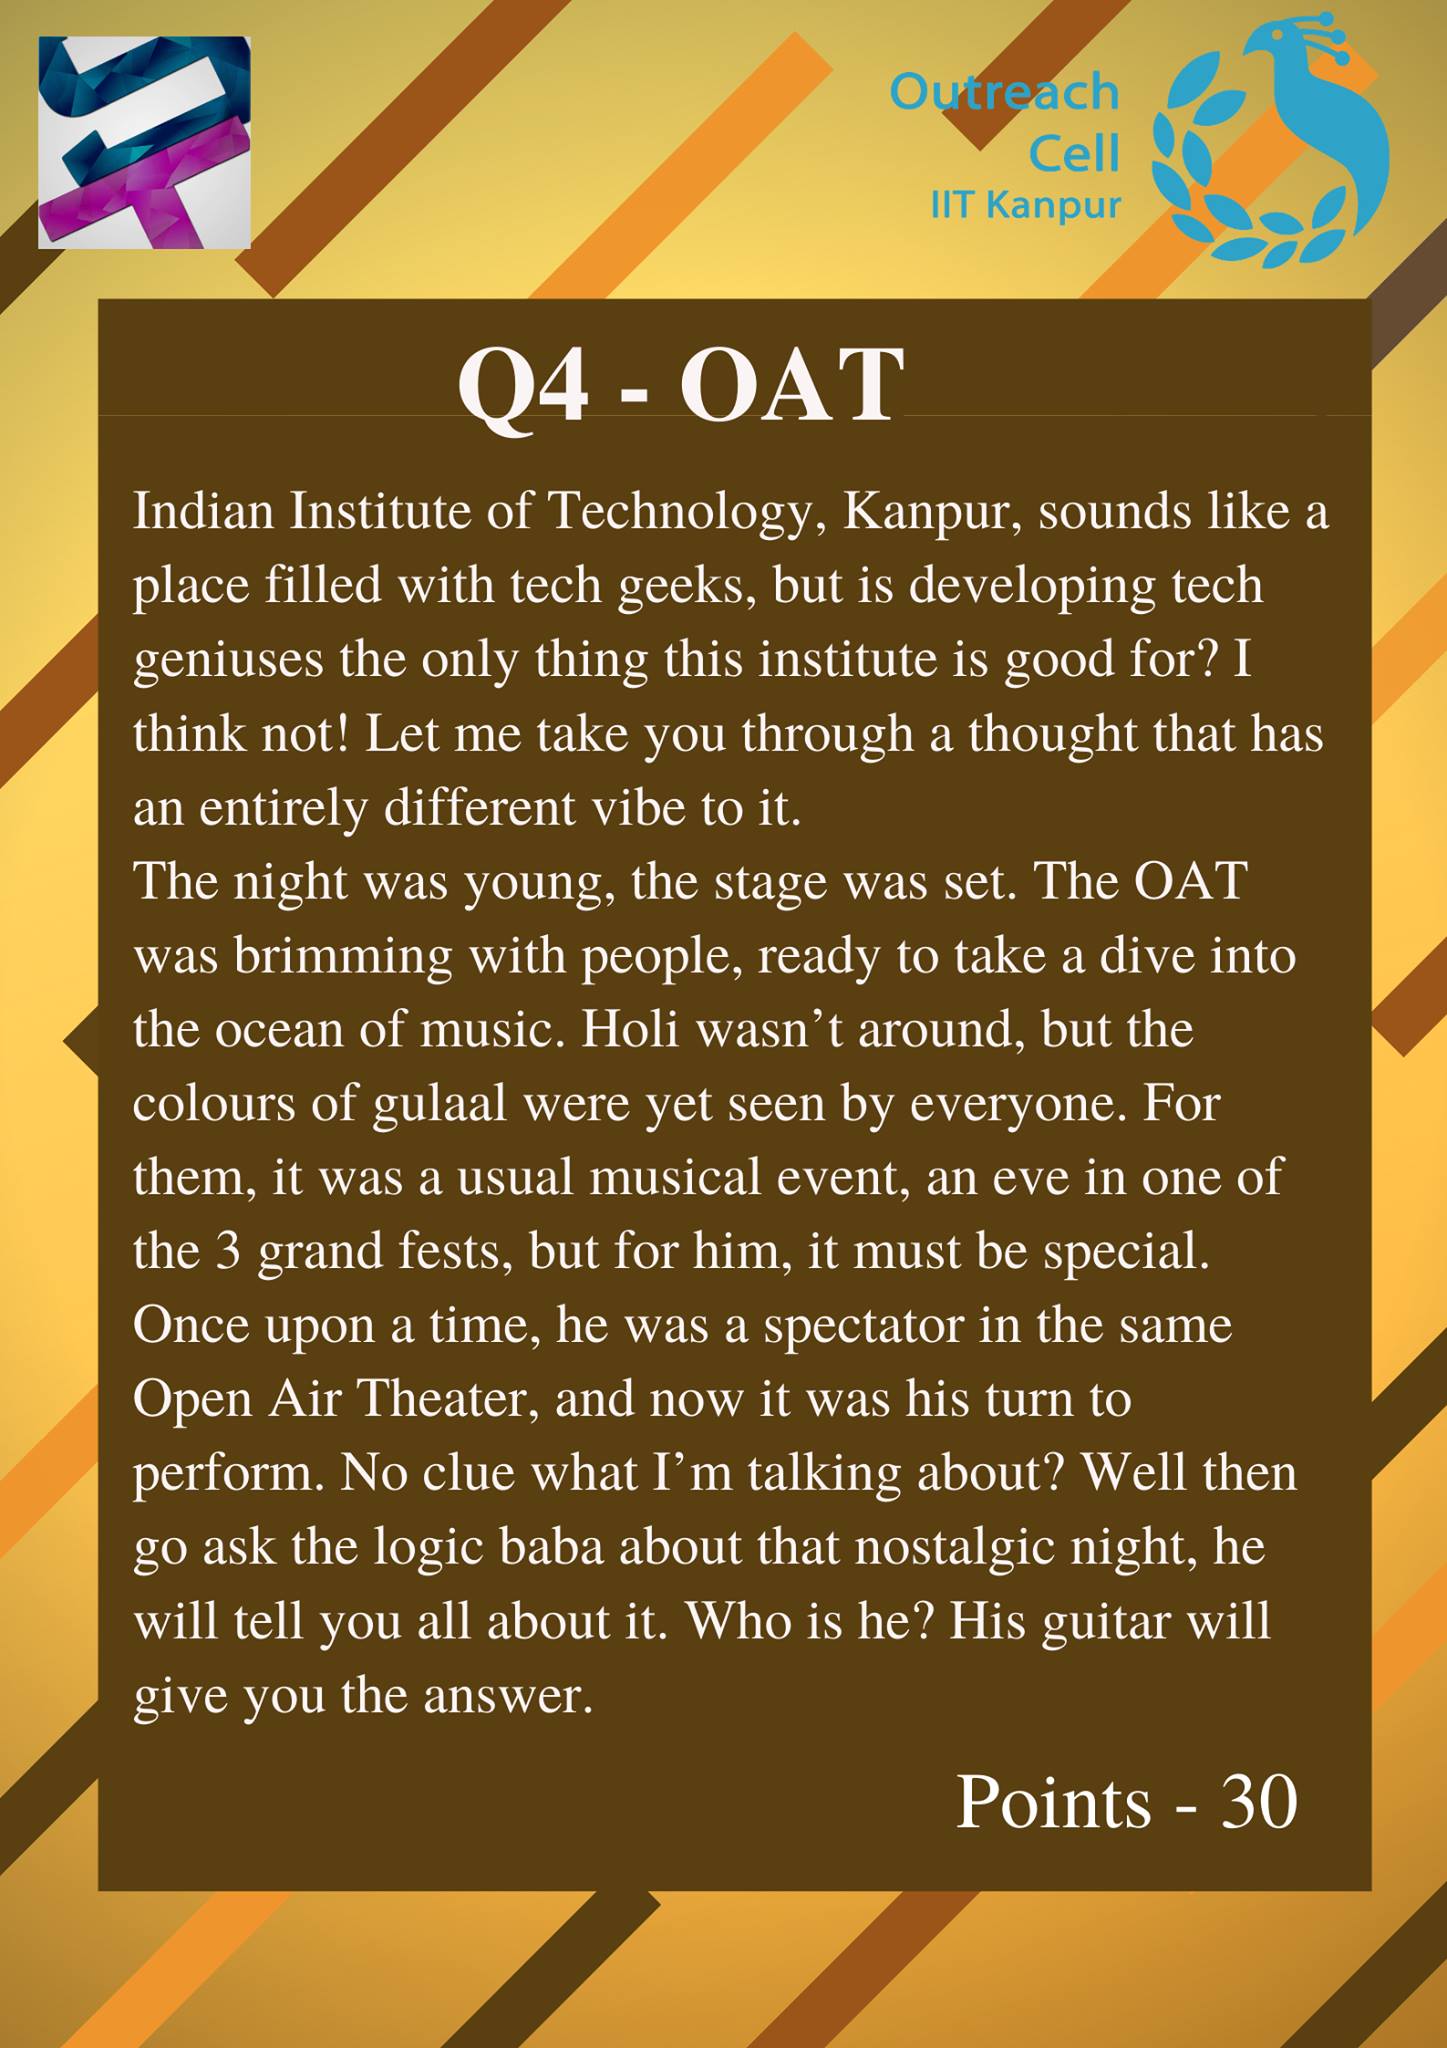 Outreach
Cell
IIT Kanpur
Q4 - OAT
Indian Institute of Technology, Kanpur, sounds like a
place filled with tech geeks, but is developing tech
geniuses the only thing this institute is good for? I
think not! Let me take you through a thought that has
an entirely different vibe to it.
The night was young, the stage was set. The OAT
was brimming with people, ready to take a dive into
the ocean of music. Holi wasn’t around, but the
colours of gulaal were yet seen by everyone. For
them, it was a usual musical event, an eve in one of
the 3 grand fests, but for him, it must be special.
Once upon a time, he was a spectator in the same
Open Air Theater, and now it was his turn to
perform. No clue what I’m talking about? Well then
go ask the logic baba about that nostalgic night, he
will tell you all about it. Who is he? His guitar will
give you the answer.
Points - 30